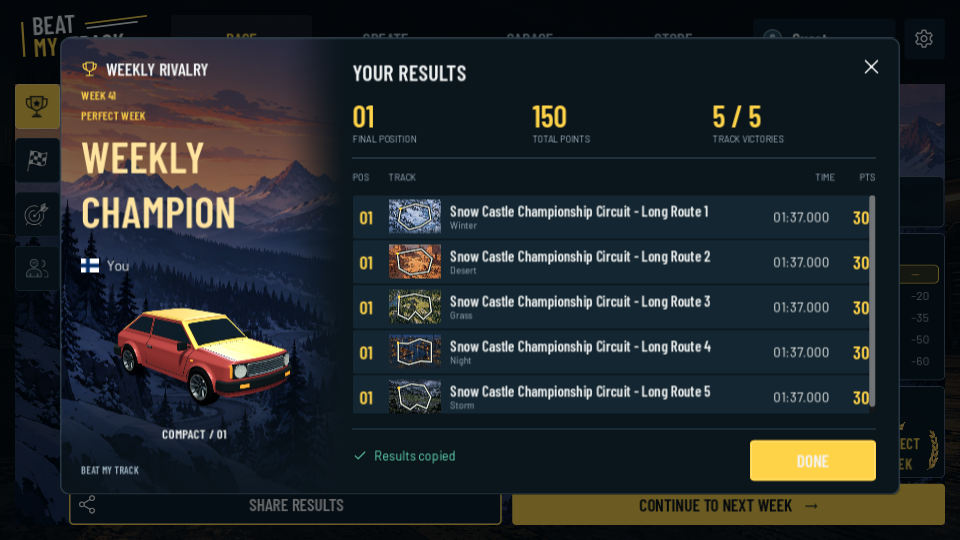 BEAT
MY TRACK
RACE
CREATE
GARAGE
STORE
WEEKLY RIVALRY
WEEK 41
PERFECT WEEK
WEEKLY
CHAMPION
You
COMPACT / 01
BEAT MY TRACK
YOUR RESULTS
01
FINAL POSITION
150
TOTAL POINTS
5 / 5
TRACK VICTORIES
POS TRACK TIME PTS
01 Snow Castle Championship Circuit - Long Route 1 01:37.000 30
Winter
01 Snow Castle Championship Circuit - Long Route 2 01:37.000 30
Desert
01 Snow Castle Championship Circuit - Long Route 3 01:37.000 30
Grass
01 Snow Castle Championship Circuit - Long Route 4 01:37.000 30
Night
01 Snow Castle Championship Circuit - Long Route 5 01:37.000 30
Storm
Results copied
DONE
-20
-35
-50
-60
SHARE RESULTS
CONTINUE TO NEXT WEEK →